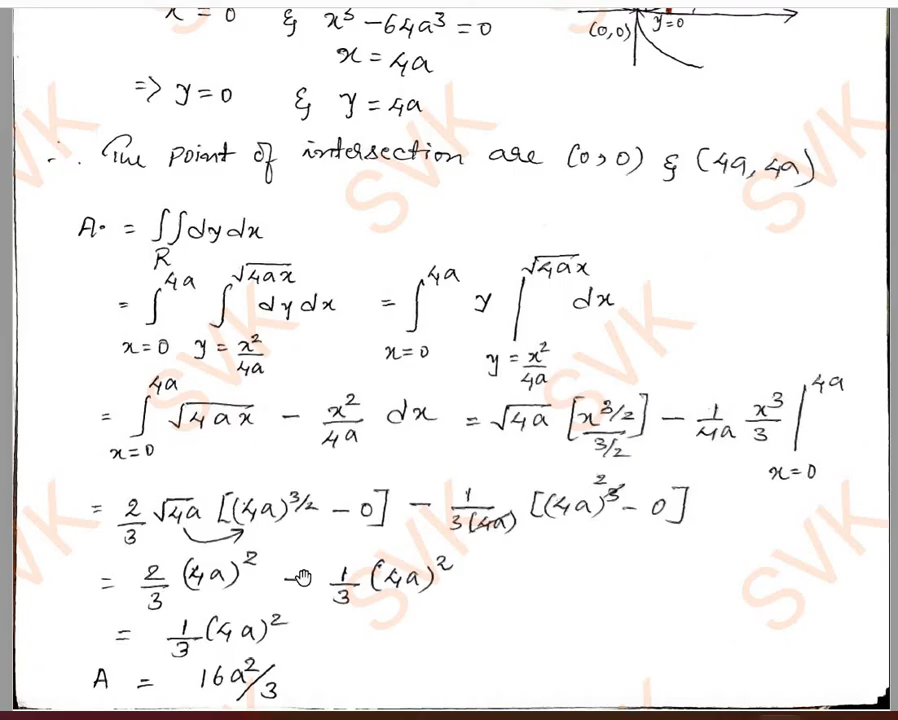 x = 0 & x³ - 64a³ = 0
(0,0) y=0
x = 4a
=> y = 0 & y = 4a
∴ The point of intersection are (0,0) & (4a, 4a)
A = ∬_R dy dx
= ∫_{x=0}^{4a} ∫_{y=x²/4a}^{√4ax} dy dx = ∫_{x=0}^{4a} y |_{y=x²/4a}^{√4ax} dx
= ∫_{x=0}^{4a} √4ax - x²/4a dx = √4a [x^{3/2}/(3/2)] - 1/4a x³/3 |_{x=0}^{4a}
= 2/3 √4a [(4a)^{3/2} - 0] - 1/3(4a) [(4a)^{3 2} - 0]
= 2/3 (4a)² - 1/3 (4a)²
= 1/3 (4a)²
A = 16a²/3
SVK
SVK
SVK
SVK
SVK
SVK
SVK
SVK